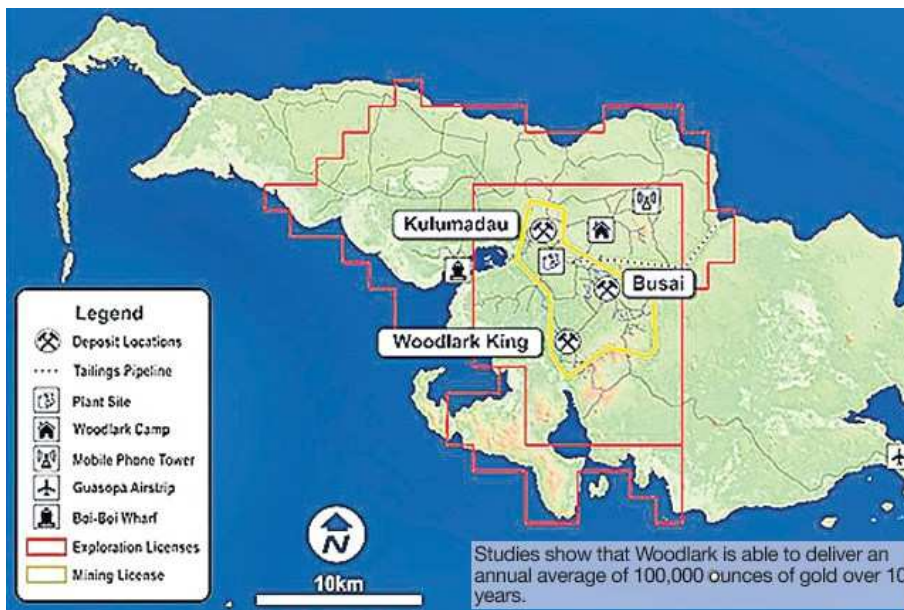 Kulumadau
Busai
Woodlark King
Legend
Deposit Locations
Tailings Pipeline
Plant Site
Woodlark Camp
Mobile Phone Tower
Guasopa Airstrip
Boi-Boi Wharf
Exploration Licenses
Mining License
N
10km
Studies show that Woodlark is able to deliver an
annual average of 100,000 ounces of gold over 10
years.